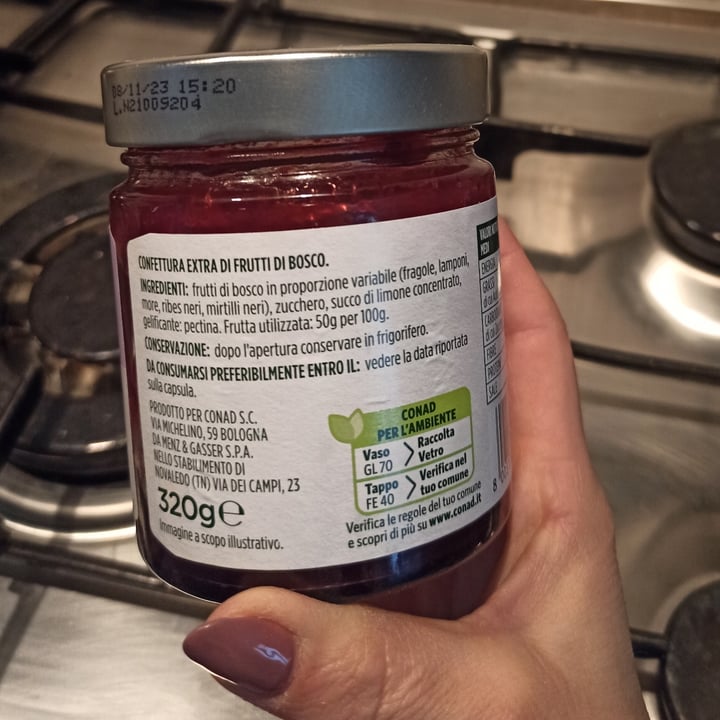 08/11/23 15:20
L.N21009204
CONFETTURA EXTRA DI FRUTTI DI BOSCO.
INGREDIENTI: frutti di bosco in proporzione variabile (fragole, lamponi,
more, ribes neri, mirtilli neri), zucchero, succo di limone concentrato,
gelificante: pectina. Frutta utilizzata: 50g per 100g.
CONSERVAZIONE: dopo l'apertura conservare in frigorifero.
DA CONSUMARSI PREFERIBILMENTE ENTRO IL: vedere la data riportata
sulla capsula.
PRODOTTO PER CONAD S.C.
VIA MICHELINO, 59 BOLOGNA
DA MENZ & GASSER S.P.A.
NELLO STABILIMENTO DI
NOVALEDO (TN) VIA DEI CAMPI, 23
320g e
Immagine a scopo illustrativo.
CONAD
PER L'AMBIENTE
Vaso
GL 70
Raccolta
Vetro
Tappo
FE 40
Verifica nel
tuo comune
Verifica le regole del tuo comune
e scopri di più su www.conad.it
MEDI
FIBRE
SALE
8